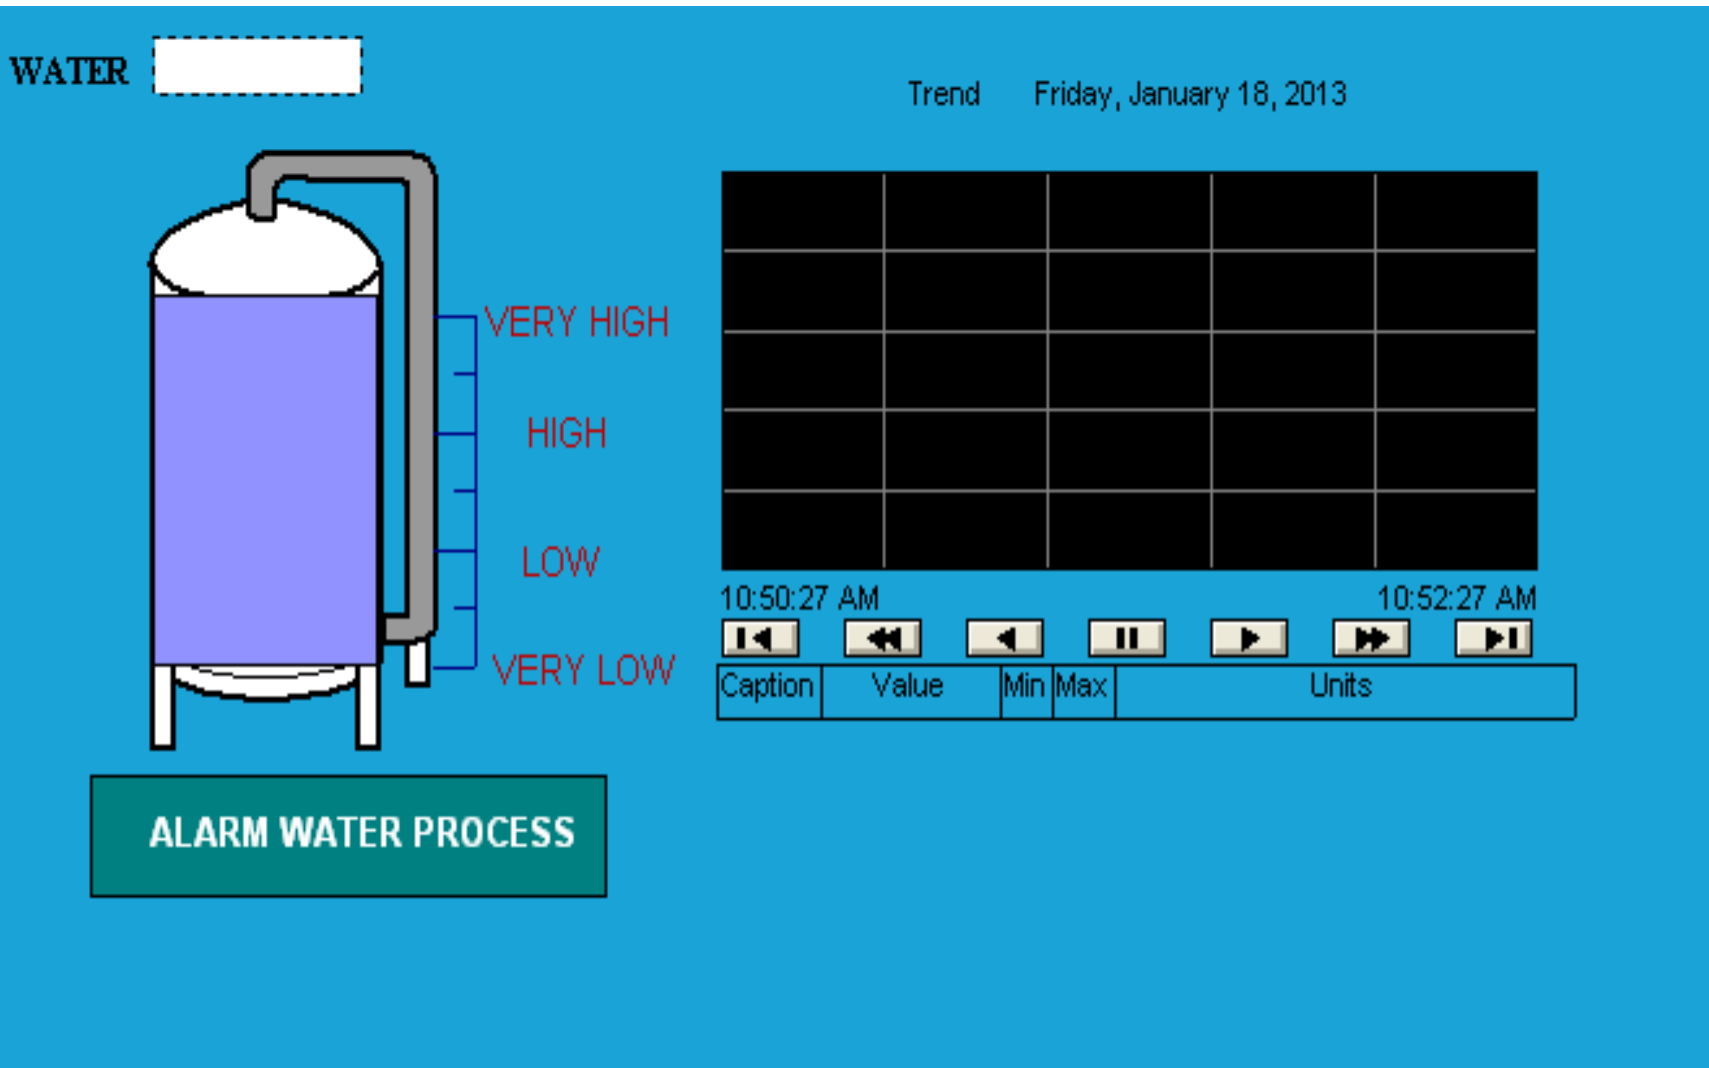 WATER
Trend Friday, January 18, 2013
VERY HIGH
HIGH
LOW
VERY LOW
10:50:27 AM 10:52:27 AM
Caption Value Min Max Units
ALARM WATER PROCESS